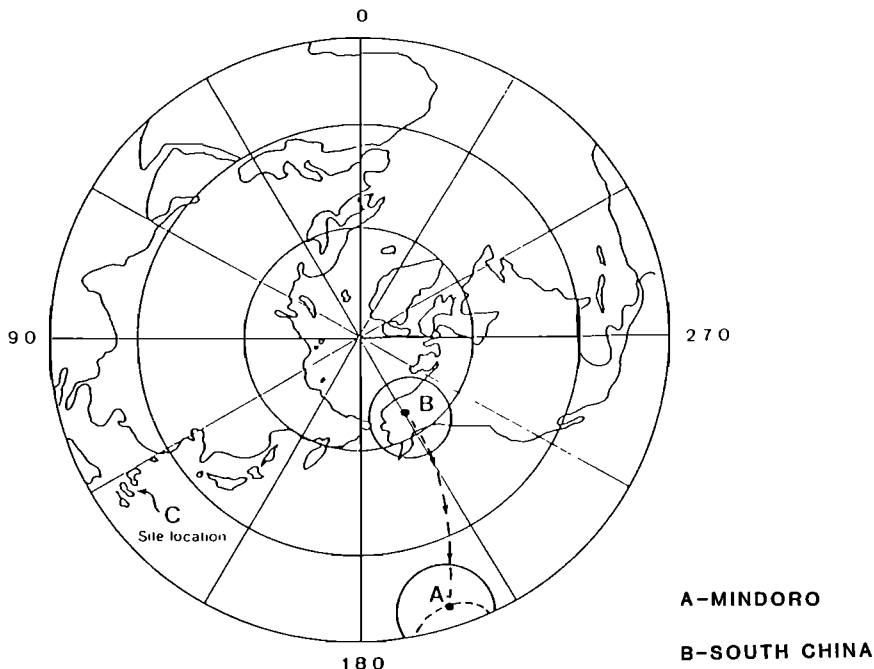 0
90
270
B
C
Site location
A
A-MINDORO
180
B-SOUTH CHINA